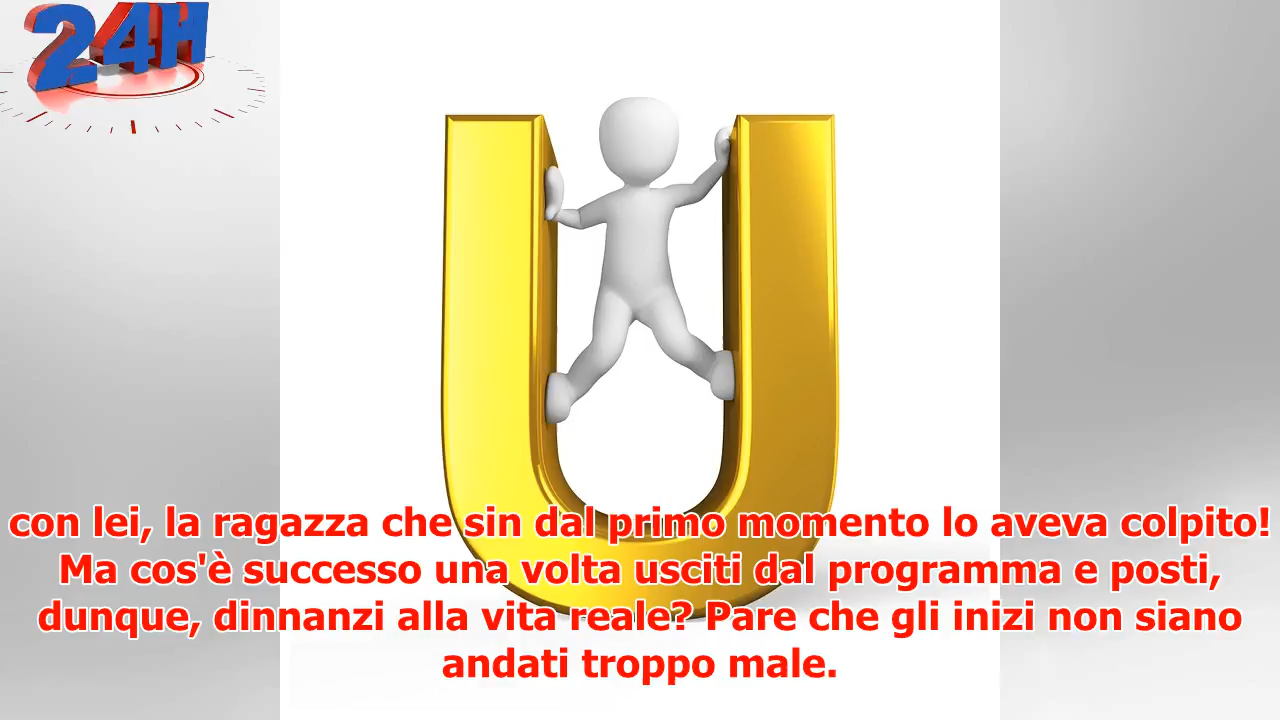 24H
U
con lei, la ragazza che sin dal primo momento lo aveva colpito!
Ma cos'è successo una volta usciti dal programma e posti,
dunque, dinnanzi alla vita reale? Pare che gli inizi non siano
andati troppo male.